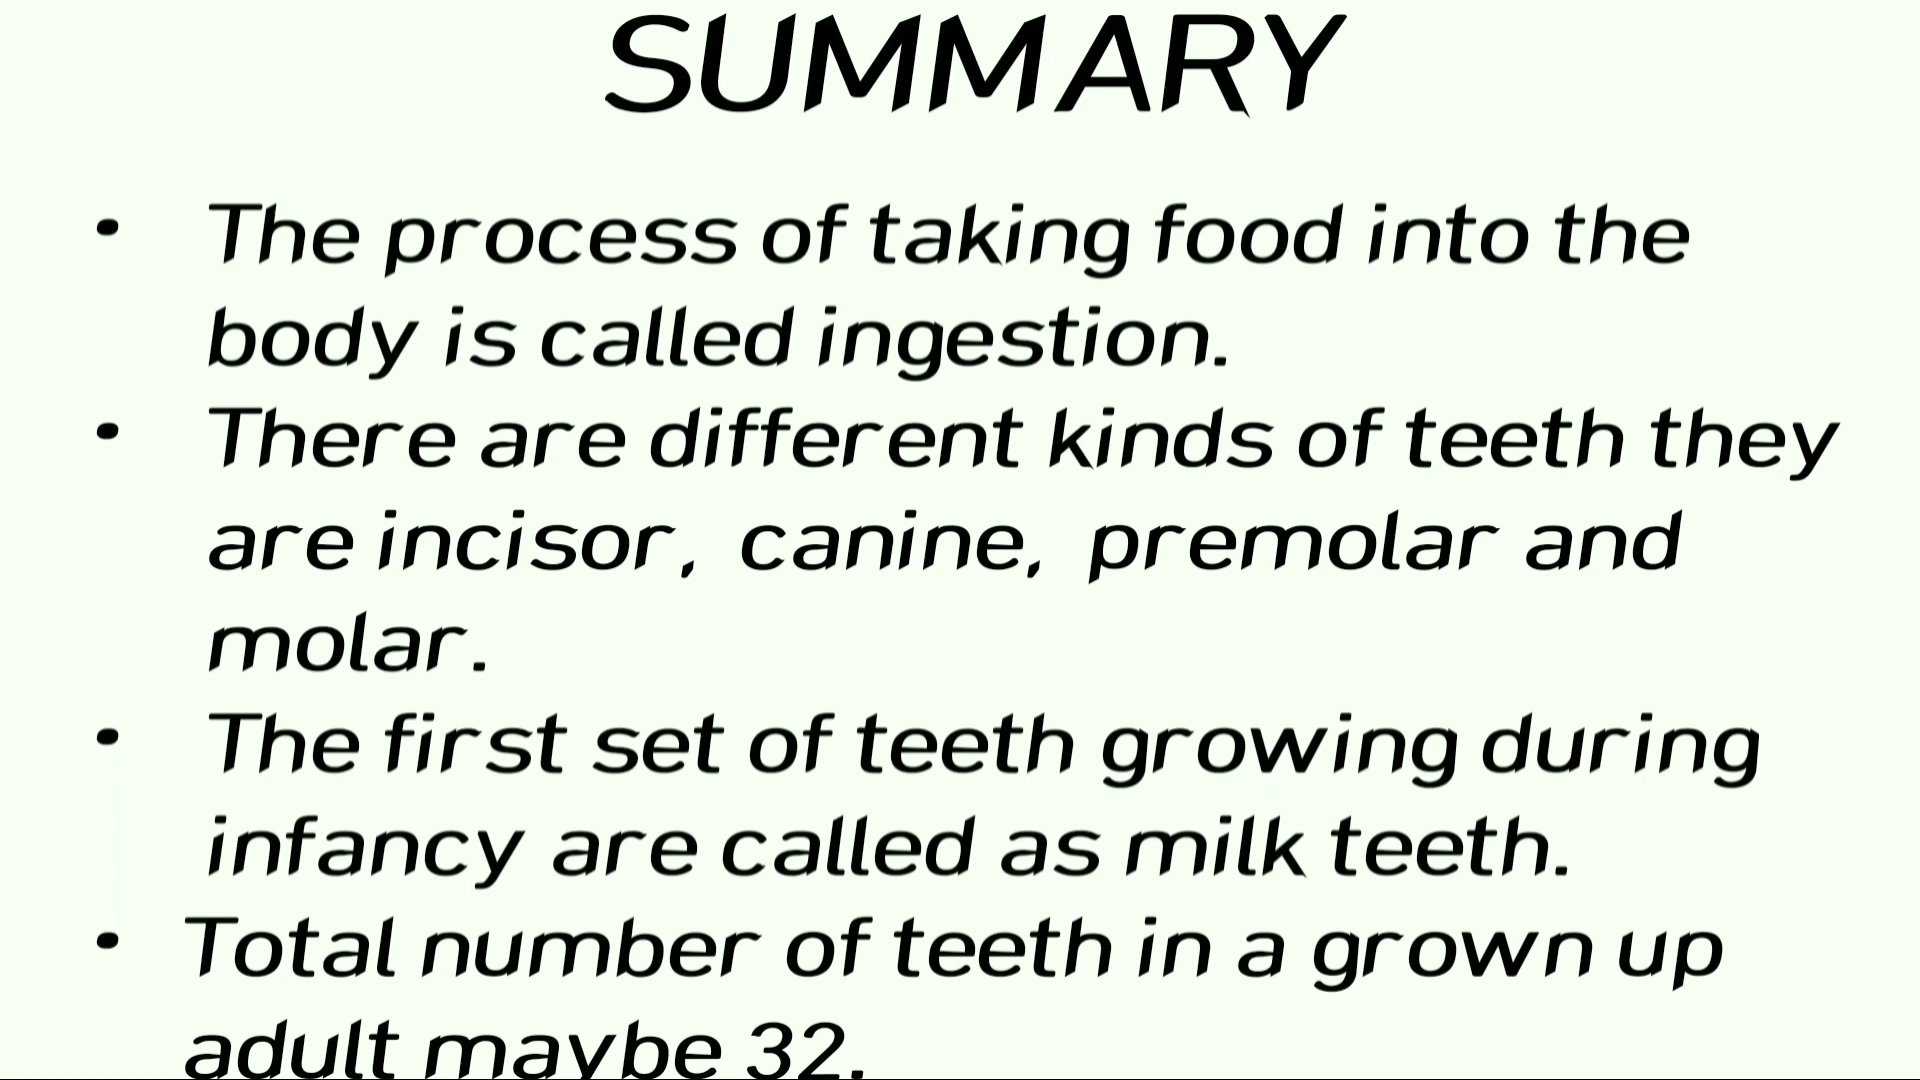 SUMMARY
• The process of taking food into the
body is called ingestion.
• There are different kinds of teeth they
are incisor, canine, premolar and
molar.
• The first set of teeth growing during
infancy are called as milk teeth.
• Total number of teeth in a grown up
adult maybe 32.